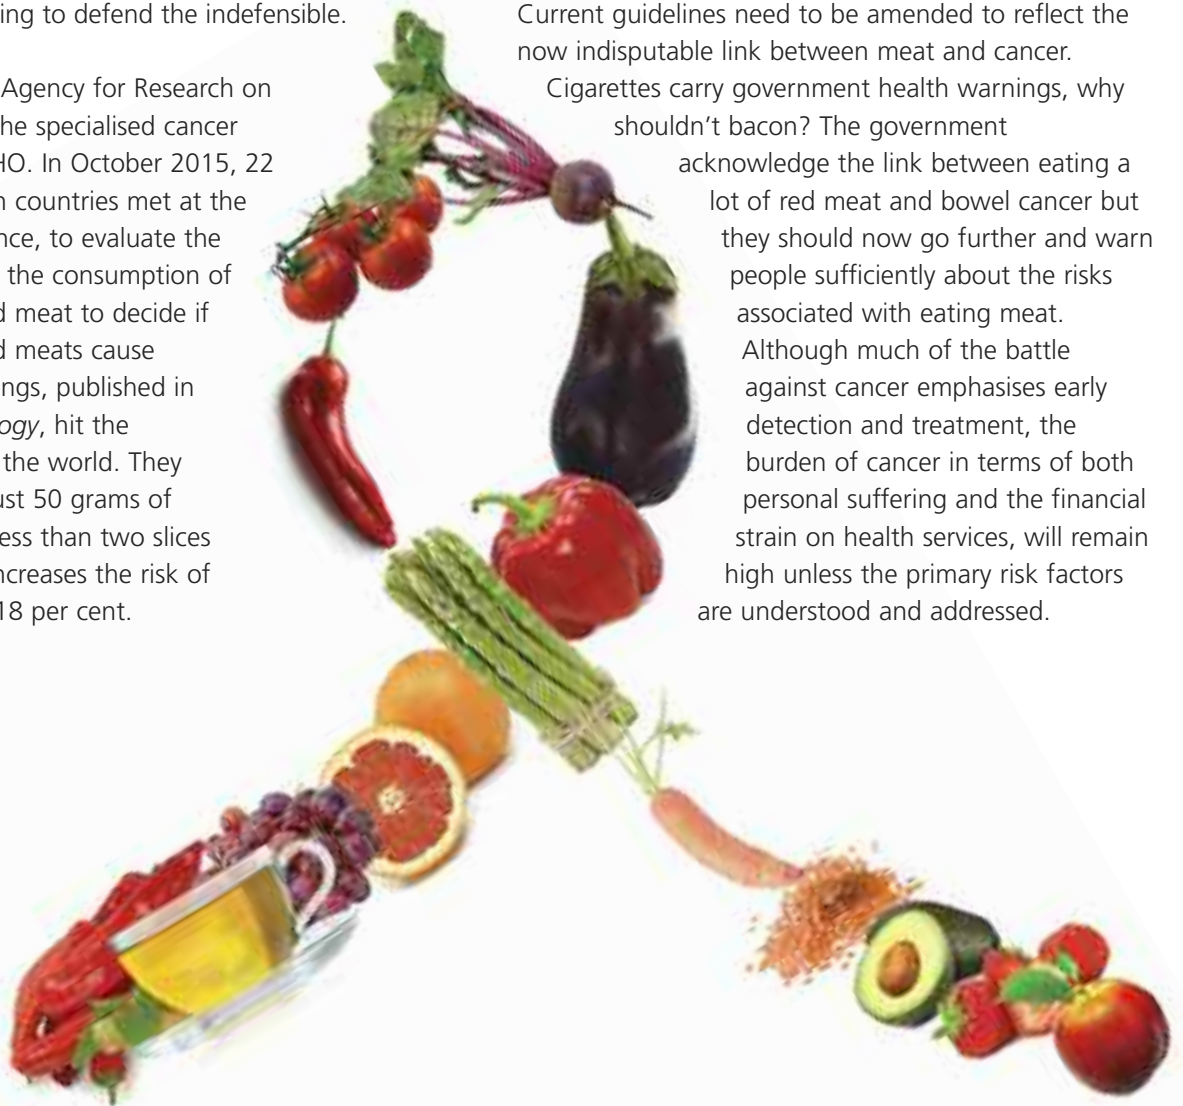 ing to defend the indefensible.
Agency for Research on
he specialised cancer
HO. In October 2015, 22
n countries met at the
nce, to evaluate the
the consumption of
d meat to decide if
d meats cause
ngs, published in
ogy, hit the
the world. They
ust 50 grams of
ess than two slices
ncreases the risk of
18 per cent.
Current guidelines need to be amended to reflect the
now indisputable link between meat and cancer.
Cigarettes carry government health warnings, why
shouldn’t bacon? The government
acknowledge the link between eating a
lot of red meat and bowel cancer but
they should now go further and warn
people sufficiently about the risks
associated with eating meat.
Although much of the battle
against cancer emphasises early
detection and treatment, the
burden of cancer in terms of both
personal suffering and the financial
strain on health services, will remain
high unless the primary risk factors
are understood and addressed.